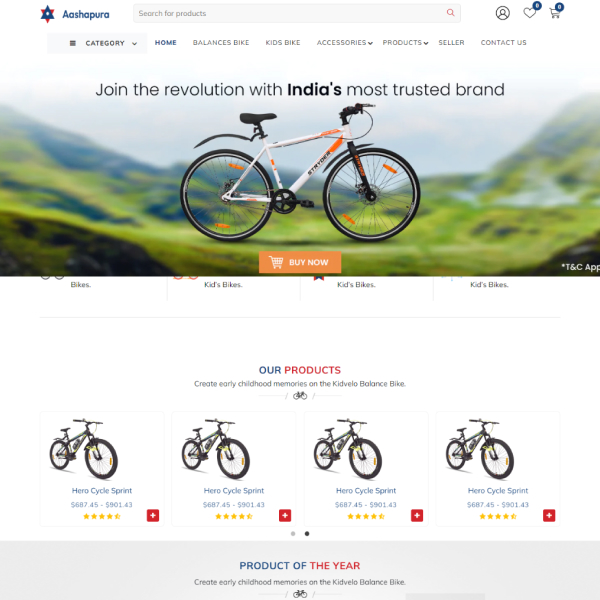 Aashapura
Search for products
0
0
CATEGORY
HOME
BALANCES BIKE
KIDS BIKE
ACCESSORIES
PRODUCTS
SELLER
CONTACT US
Join the revolution with India's most trusted brand
BUY NOW
*T&C App
Bikes.
Kid's Bikes.
Kid's Bikes.
Kid's Bikes.
OUR PRODUCTS
Create early childhood memories on the Kidvelo Balance Bike.
Hero Cycle Sprint
$687.45 - $901.43
Hero Cycle Sprint
$687.45 - $901.43
Hero Cycle Sprint
$687.45 - $901.43
Hero Cycle Sprint
$687.45 - $901.43
PRODUCT OF THE YEAR
Create early childhood memories on the Kidvelo Balance Bike.